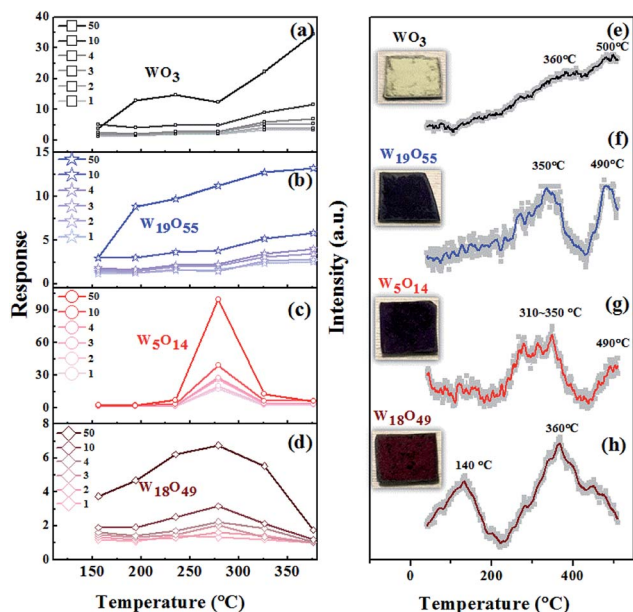 40
30
20
10
0
50
10
4
3
2
1
WO3
(a)
15
10
5
0
50
10
4
3
2
1
W19O55
(b)
90
60
30
0
50
10
4
3
2
1
W5O14
(c)
8
6
4
2
0
50
10
4
3
2
1
W18O49
(d)
Response
100 150 200 250 300 350
Temperature (°C)
WO3
360°C
500°C
(e)
W19O55
350°C
490°C
(f)
W5O14
310~350 °C
490°C
(g)
W18O49
140 °C
360°C
(h)
Intensity (a.u.)
0 200 400
Temperature (°C)